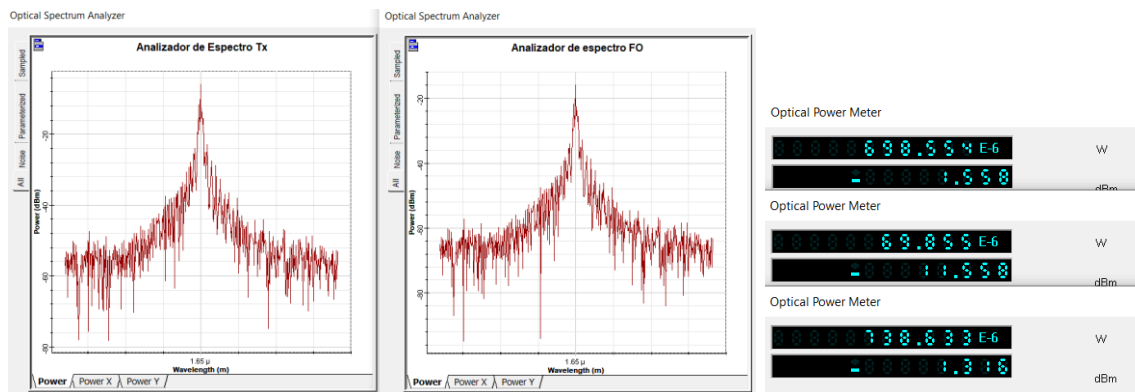 Optical Spectrum Analyzer
Analizador de Espectro Tx
Sampled
Parameterized
Noise
All
Power (dBm)
-20
-40
-60
-80
1.65 µ
Wavelength (m)
Power Power X Power Y
Optical Spectrum Analyzer
Analizador de espectro FO
Sampled
Parameterized
Noise
All
Power (dBm)
-20
-40
-60
-80
1.65 µ
Wavelength (m)
Power Power X Power Y
Optical Power Meter
698.554 E-6 W
- 1.558 dBm
Optical Power Meter
69.855 E-6 W
- 11.558 dBm
Optical Power Meter
738.633 E-6 W
- 1.316 dBm